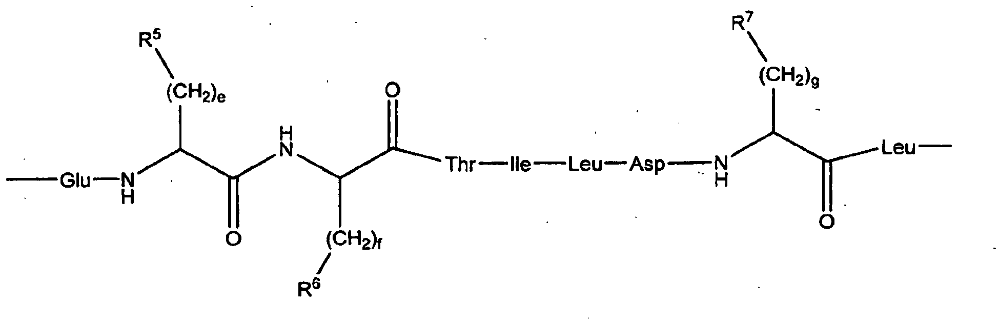 R⁷
R⁵
(CH₂)g
(CH₂)e
O
H
N
Leu
Thr Ile Leu Asp N
H
Glu N
H
O
O
(CH₂)f
R⁶